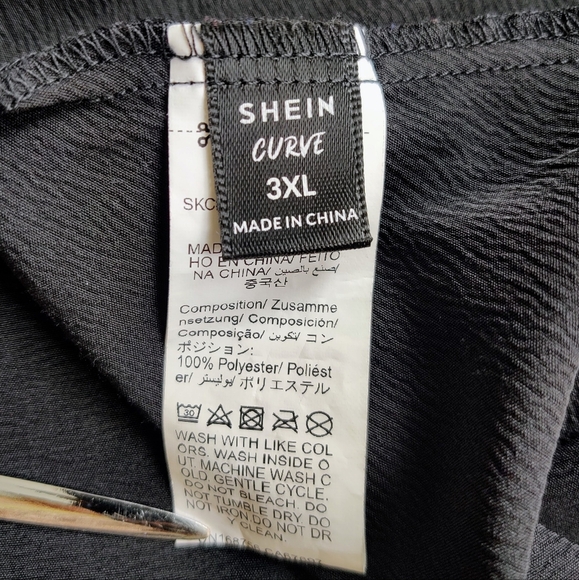 SHEIN
CURVE
3XL
MADE IN CHINA
SKC
MAD
HO EN CHINA/ FEITO
NA CHINA/ صنع بالصين/
중국산
Composition/ Zusamme
nsetzung/ Composición/
Composição/ تكوين/ コン
ポジション:
100% Polyester/ Poliést
er/ بوليستر/ ポリエステル
30
WASH WITH LIKE COL
ORS. WASH INSIDE O
UT MACHINE WASH C
OLD. GENTLE CYCLE.
DO NOT BLEACH. DO
NOT TUMBLE DRY. DO
NOT IRON DO NOT DR
Y CLEAN.